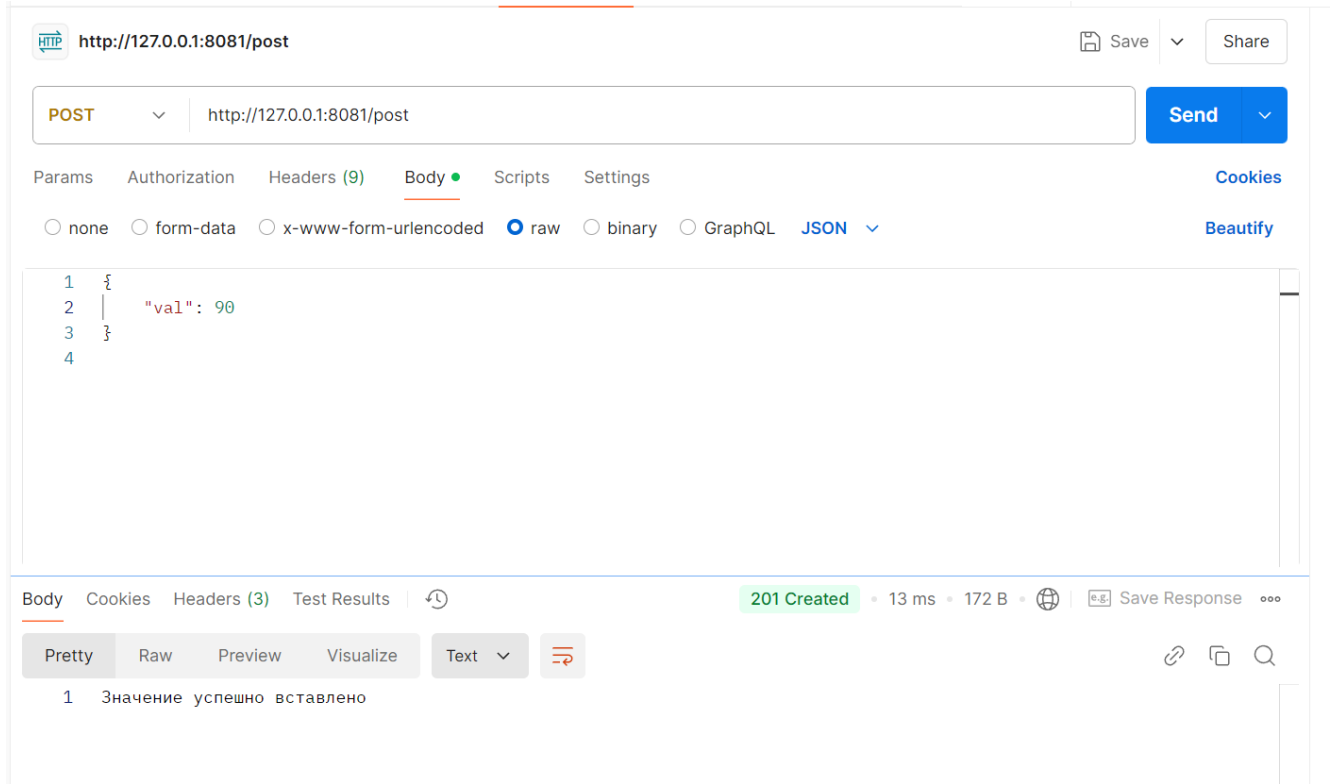 HTTP http://127.0.0.1:8081/post Save Share
POST http://127.0.0.1:8081/post Send
Params Authorization Headers (9) Body Scripts Settings Cookies
none form-data x-www-form-urlencoded raw binary GraphQL JSON Beautify
1 {
2 "val": 90
3 }
4
Body Cookies Headers (3) Test Results 201 Created 13 ms 172 B e.g. Save Response
Pretty Raw Preview Visualize Text
1 Значение успешно вставлено